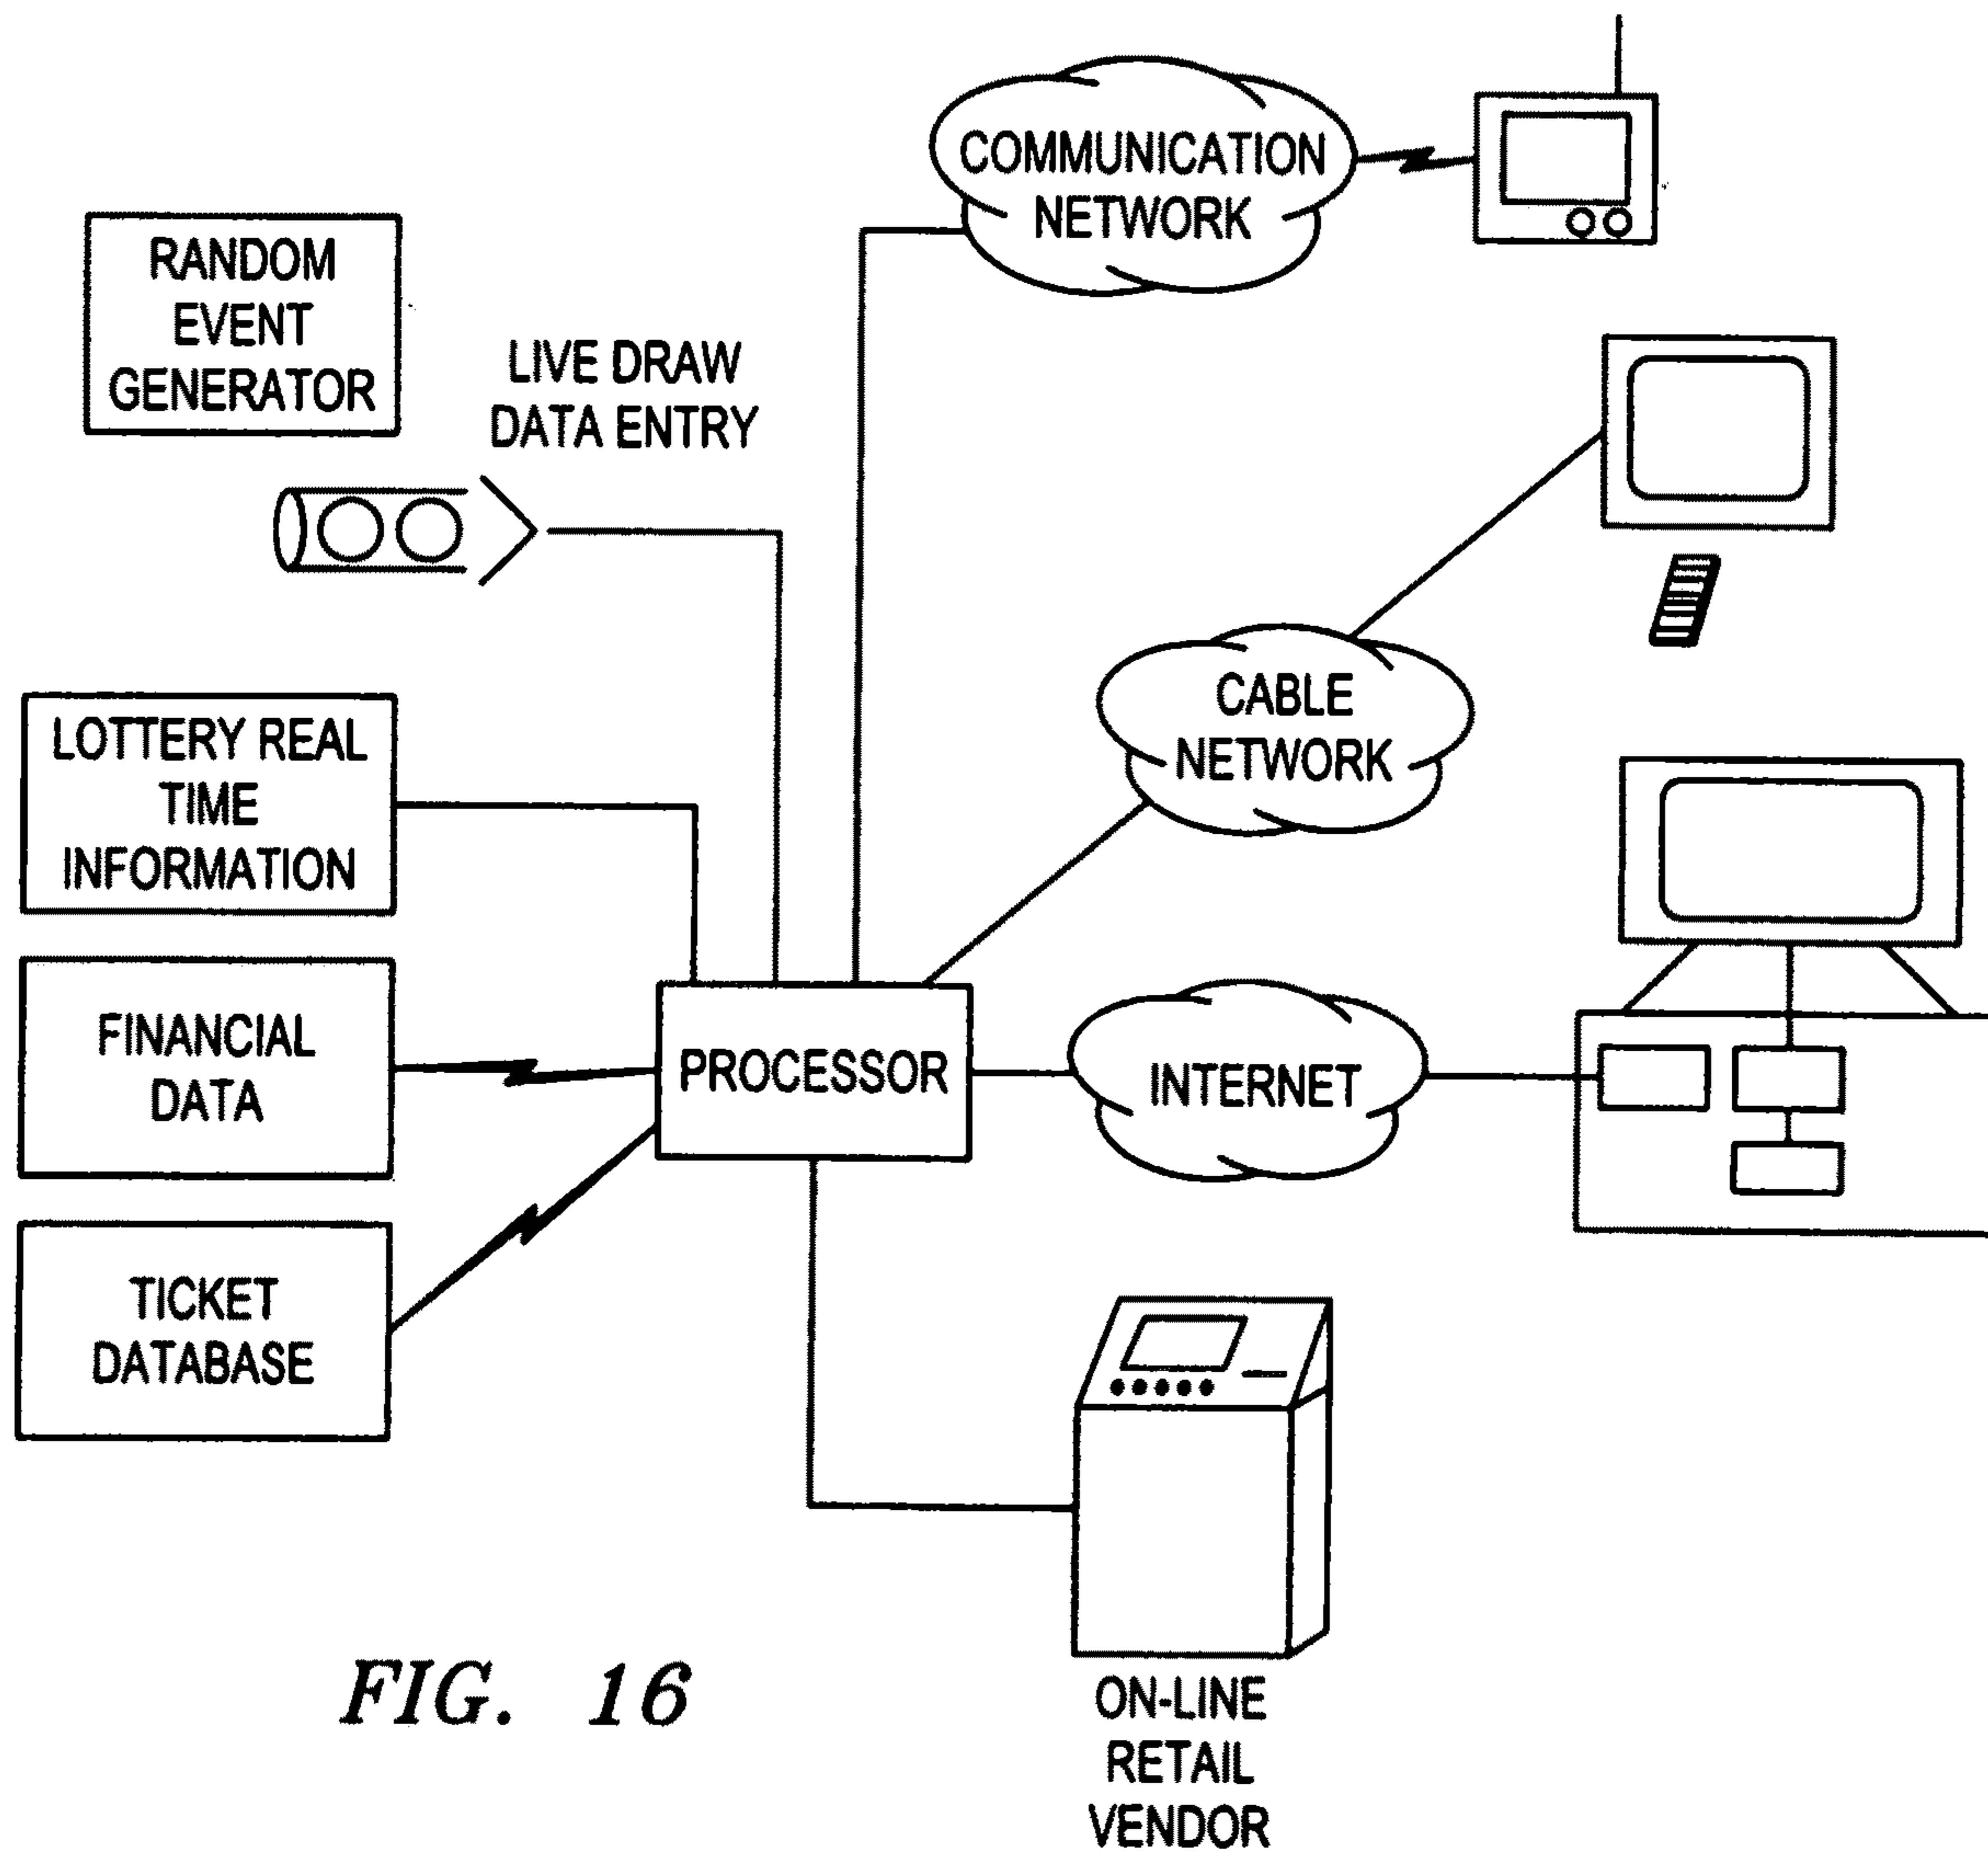 COMMUNICATION
NETWORK
RANDOM
EVENT
GENERATOR
LIVE DRAW
DATA ENTRY
CABLE
NETWORK
LOTTERY REAL
TIME
INFORMATION
FINANCIAL
DATA
PROCESSOR
INTERNET
TICKET
DATABASE
ON-LINE
RETAIL
VENDOR
FIG. 16